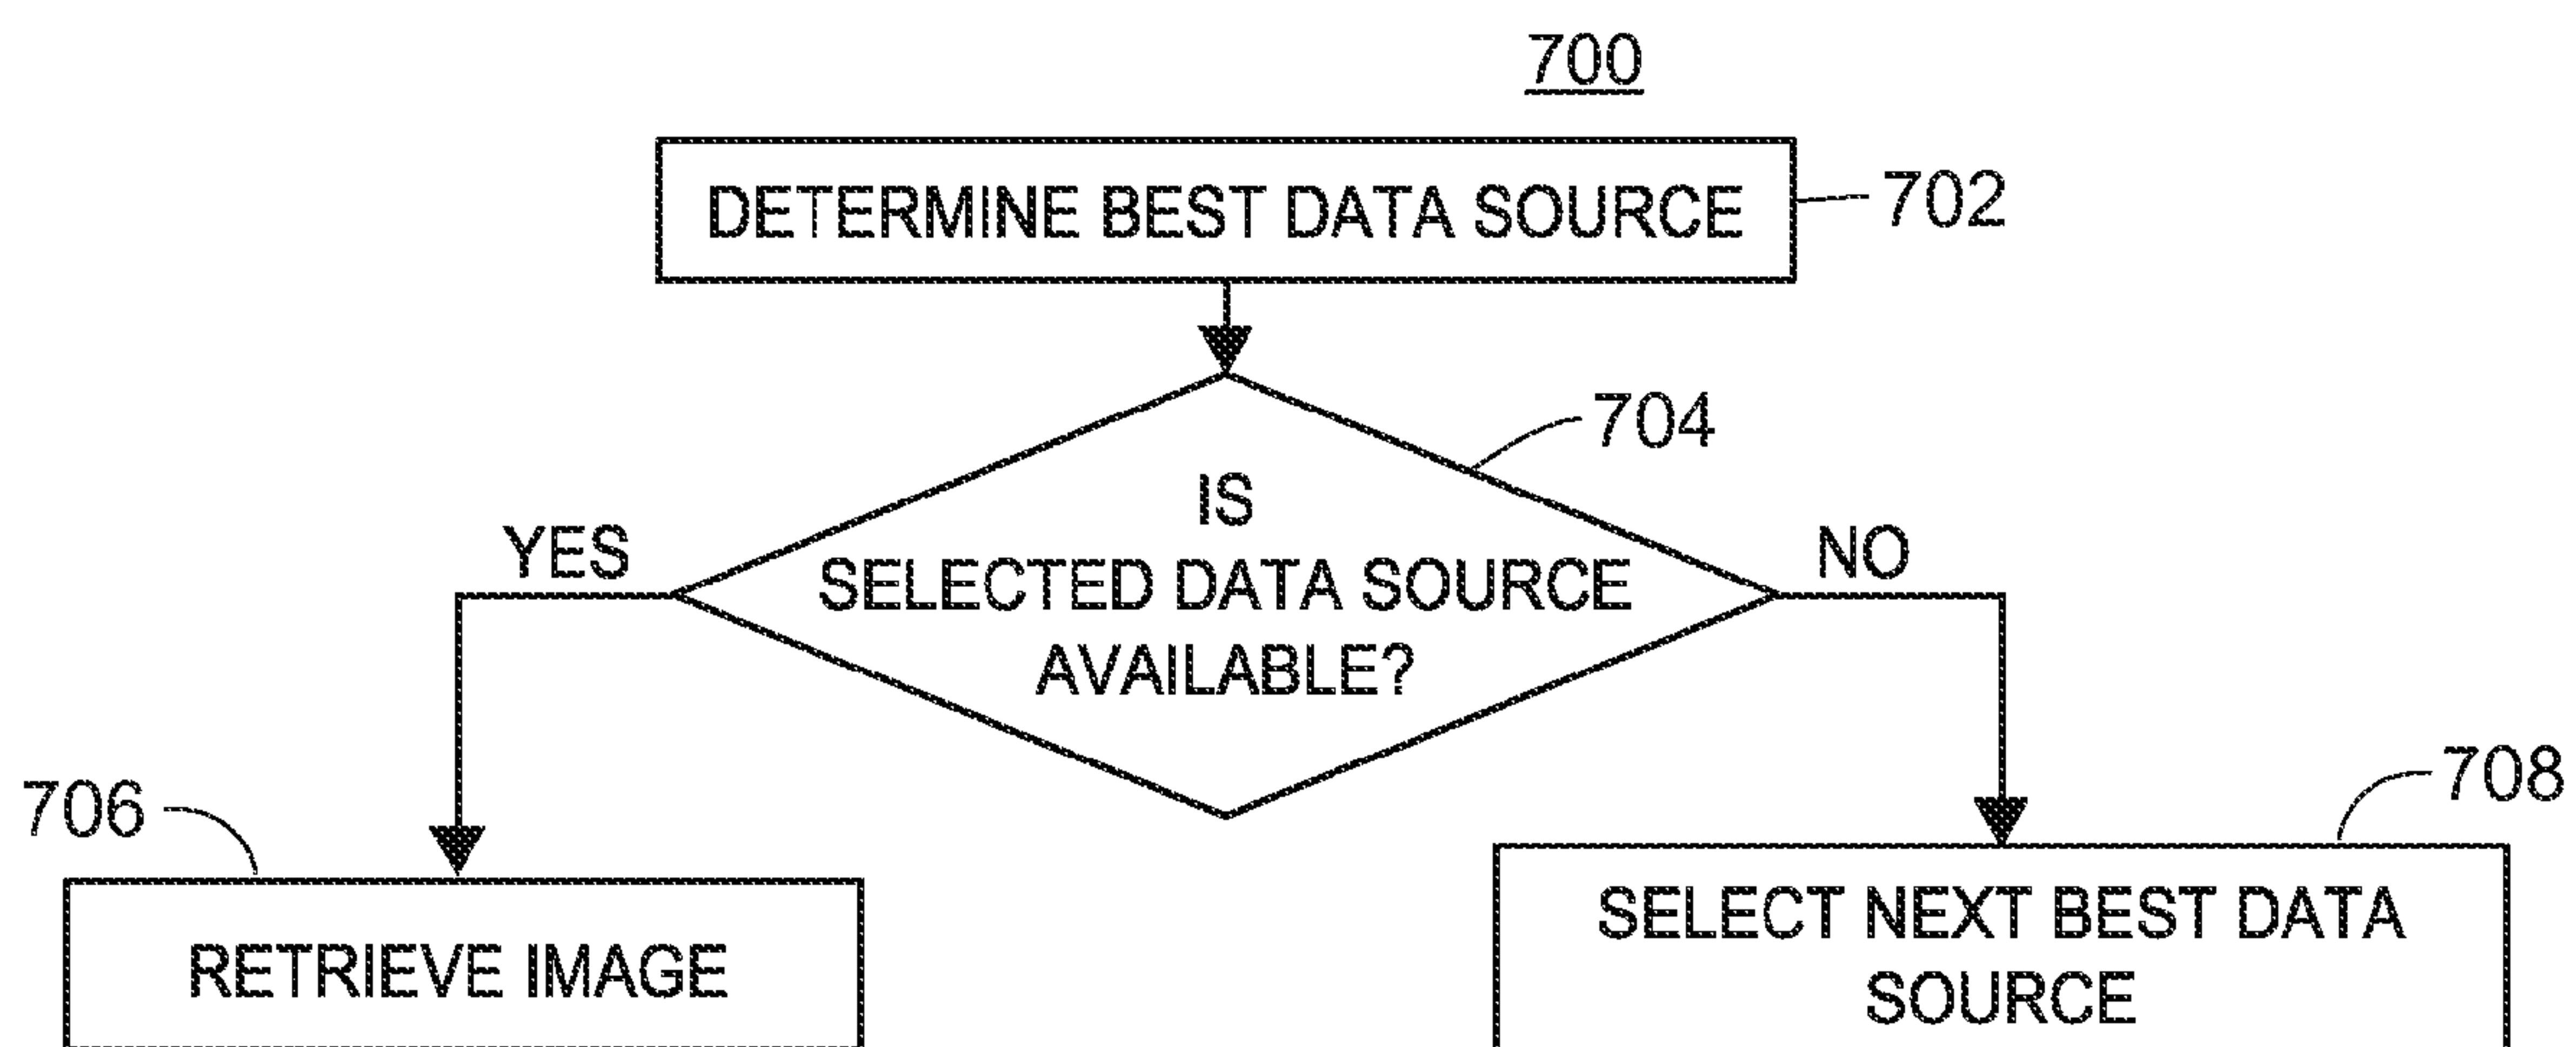 700
DETERMINE BEST DATA SOURCE
702
704
IS
SELECTED DATA SOURCE
AVAILABLE?
YES
NO
706
708
RETRIEVE IMAGE
SELECT NEXT BEST DATA
SOURCE